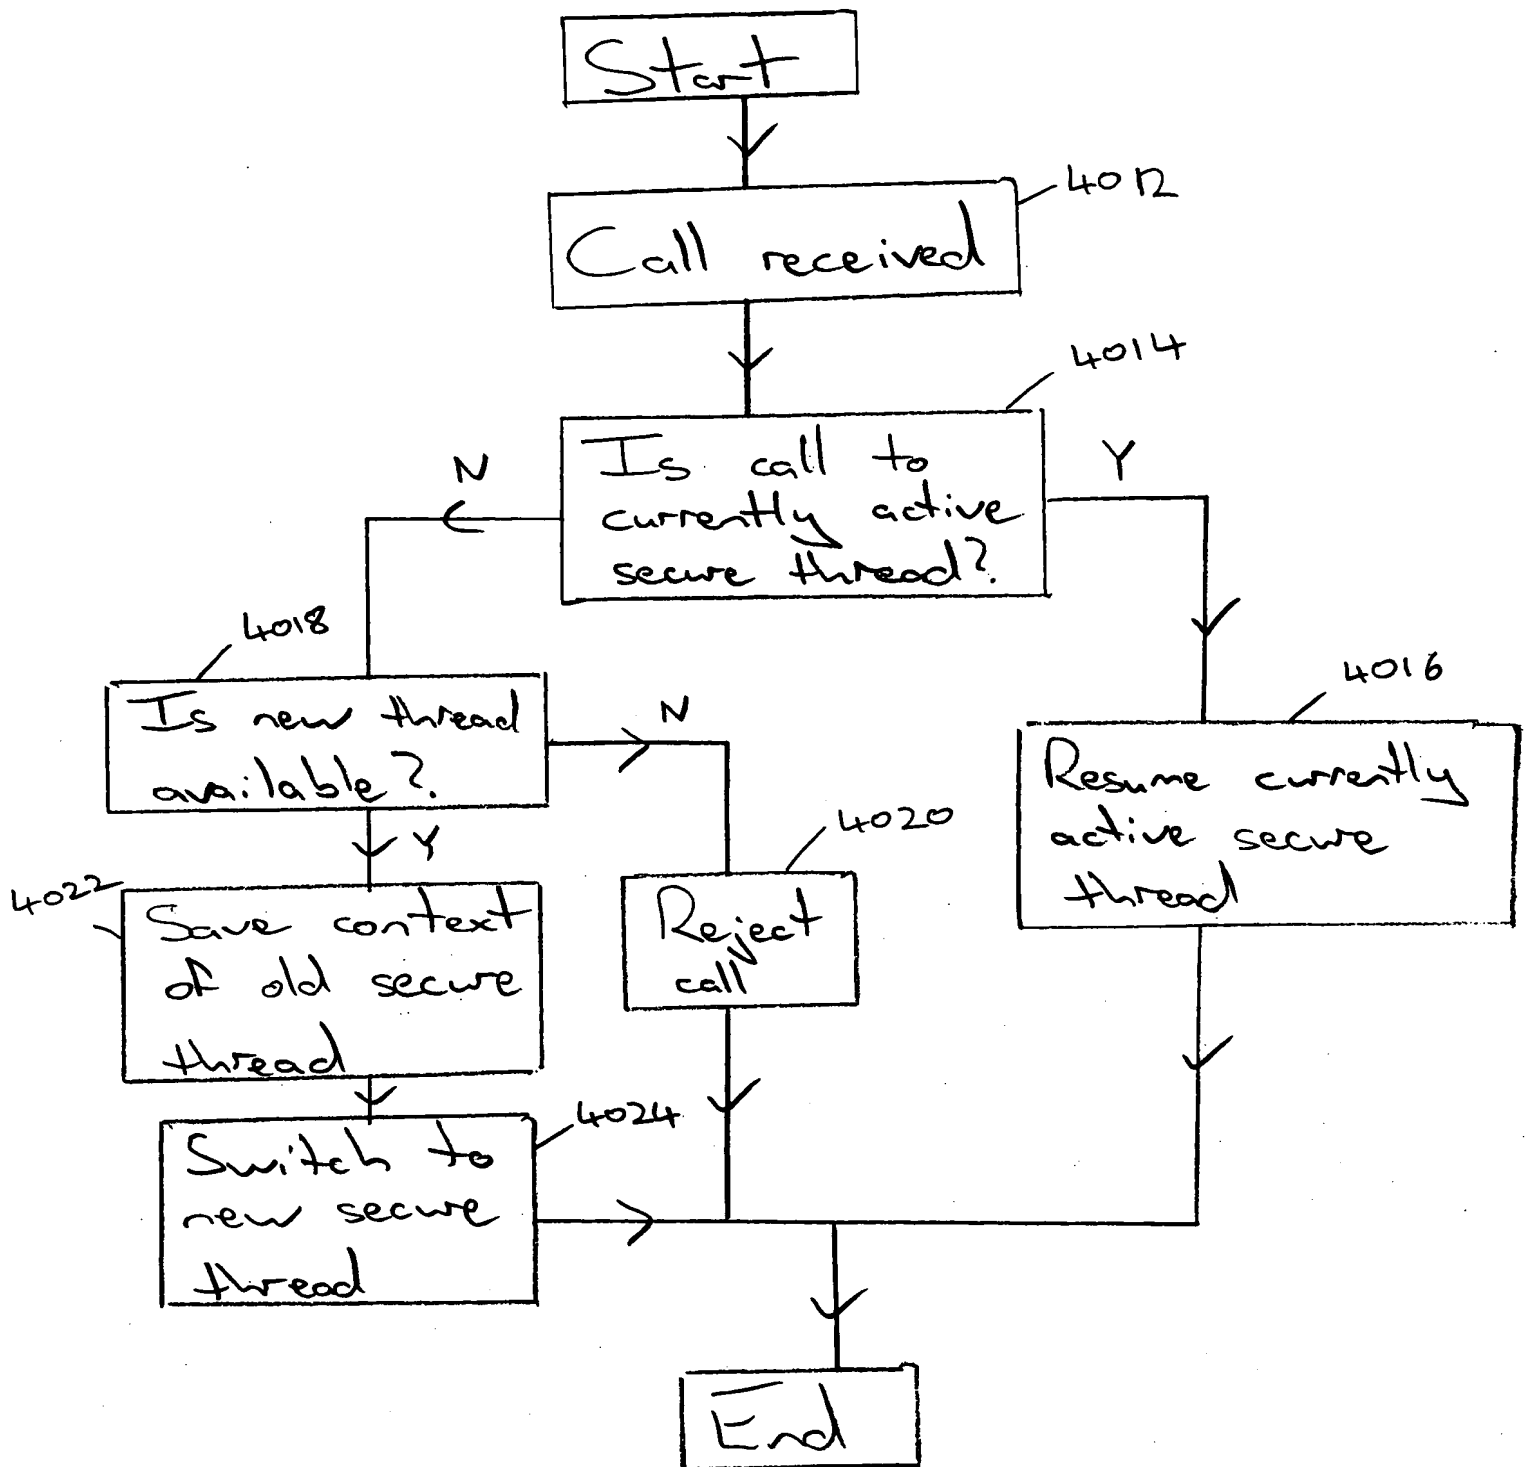 Start
4012
Call received
4014
N
Is call to
currently active
secure thread?
Y
4018
Is new thread
available?
N
Y
4016
Resume currently
active secure
thread
4020
Reject
call
4022
Save context
of old secure
thread
4024
Switch to
new secure
thread
End